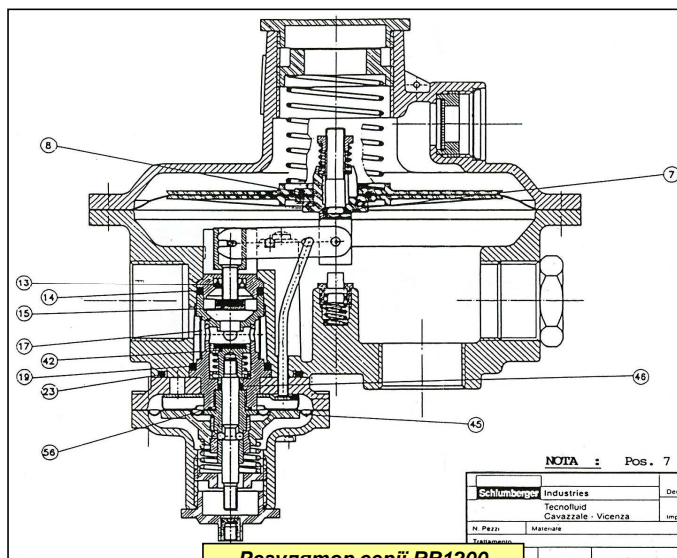 8
7
13
14
15
17
42
19
23
56
46
45
NOTA : Pos. 7
Schlumberger Industries
Tecnofluid
Cavazzale - Vicenza
N. Pezzi
Materiale
Trattamento
Регулятор серії РВ1200